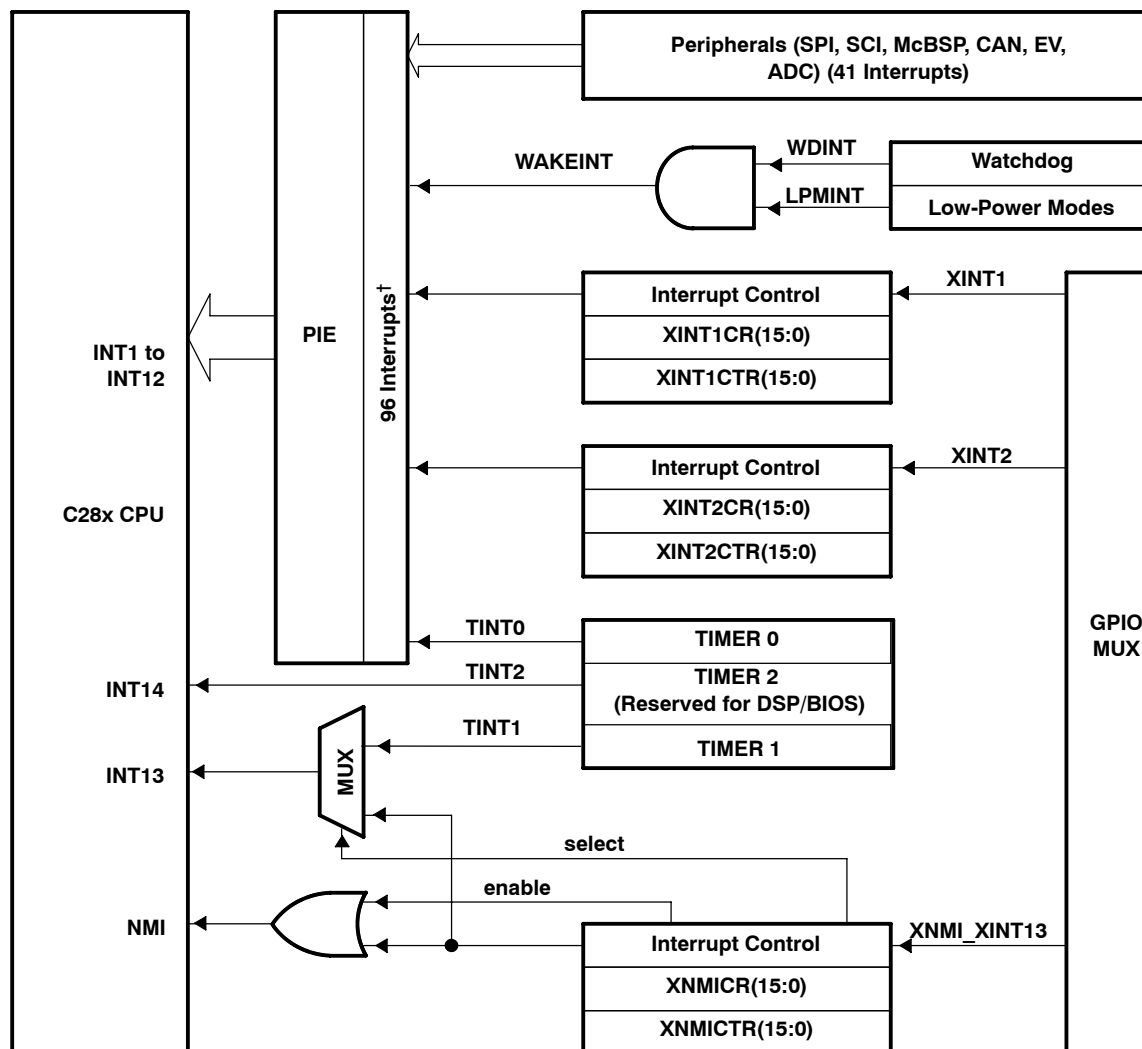 Peripherals (SPI, SCI, McBSP, CAN, EV,
ADC) (41 Interrupts)
WDINT
Watchdog
WAKEINT
LPMINT
Low-Power Modes
XINT1
Interrupt Control
96 Interrupts†
PIE
XINT1CR(15:0)
INT1 to
INT12
XINT1CTR(15:0)
XINT2
Interrupt Control
C28x CPU
XINT2CR(15:0)
XINT2CTR(15:0)
TINT0
TIMER 0
GPIO
MUX
TINT2
INT14
TIMER 2
(Reserved for DSP/BIOS)
TINT1
TIMER 1
INT13
MUX
select
enable
NMI
XNMI_XINT13
Interrupt Control
XNMICR(15:0)
XNMICTR(15:0)